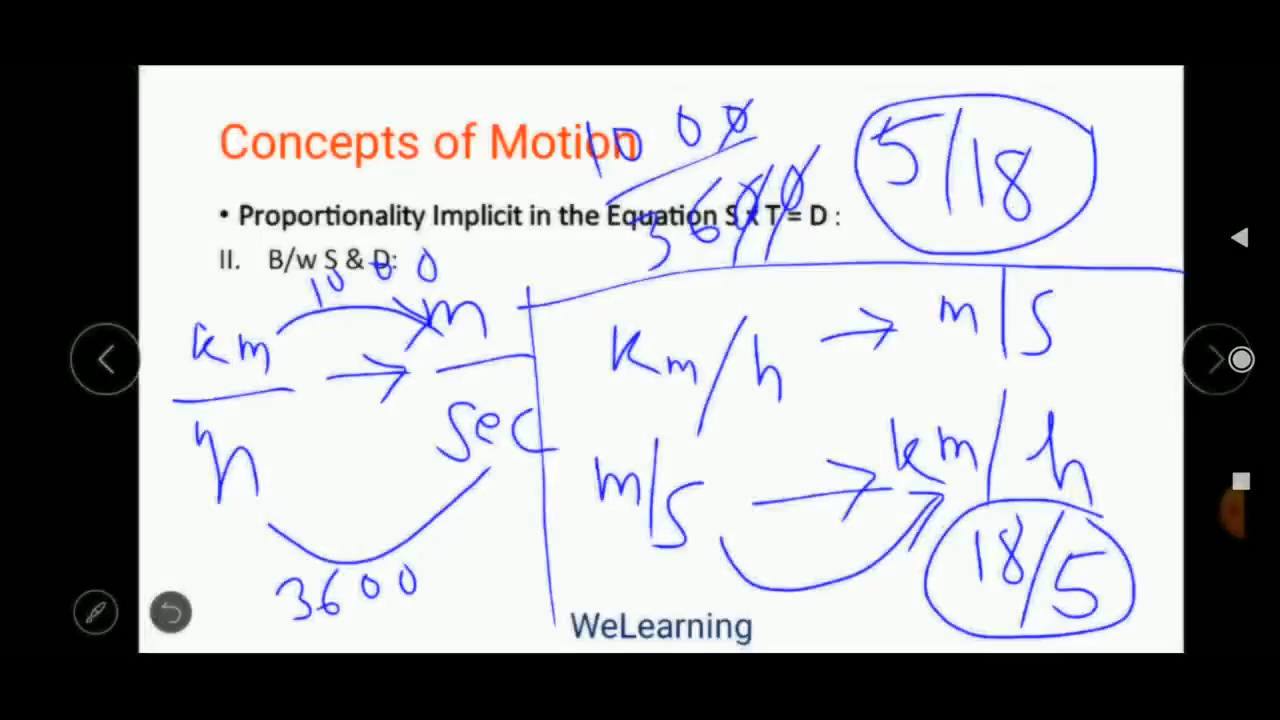 Concepts of Motion
1000
3600
5/18
• Proportionality Implicit in the Equation S x T = D :
II. B/w S & D:
1000
km → m
h sec
3600
km/h → m/s
m/s → km/h
18/5
WeLearning